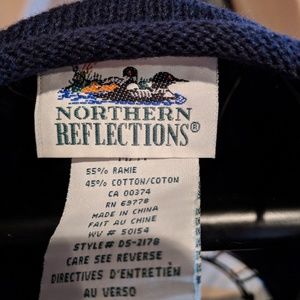 NORTHERN
REFLECTIONS®
55% RAMIE
45% COTTON/COTON
CA 00374
RN 69778
MADE IN CHINA
FAIT AU CHINE
WV # 50154
STYLE# DS-2178
CARE SEE REVERSE
DIRECTIVES D'ENTRETIEN
AU VERSO